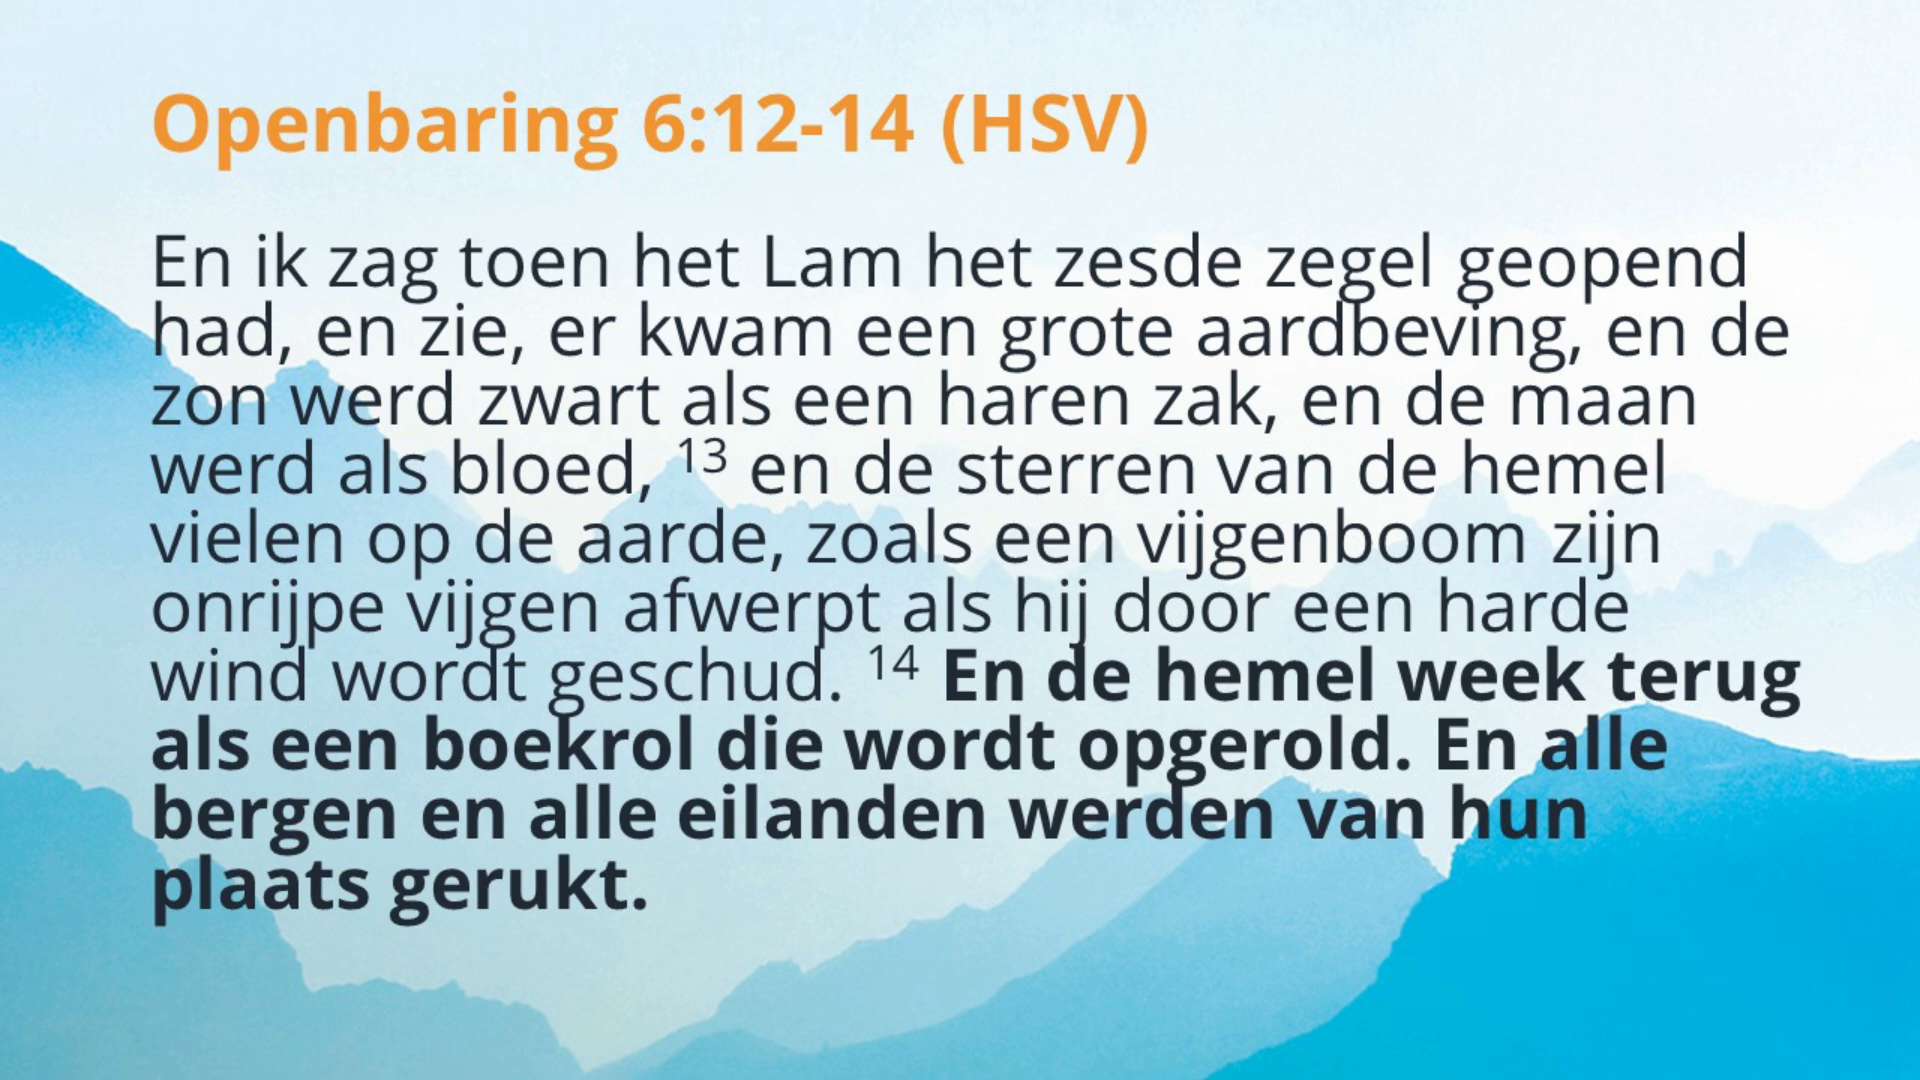 Openbaring 6:12-14 (HSV)
En ik zag toen het Lam het zesde zegel geopend
had, en zie, er kwam een grote aardbeving, en de
zon werd zwart als een haren zak, en de maan
werd als bloed, 13 en de sterren van de hemel
vielen op de aarde, zoals een vijgenboom zijn
onrijpe vijgen afwerpt als hij door een harde
wind wordt geschud. 14 En de hemel week terug
als een boekrol die wordt opgerold. En alle
bergen en alle eilanden werden van hun
plaats gerukt.